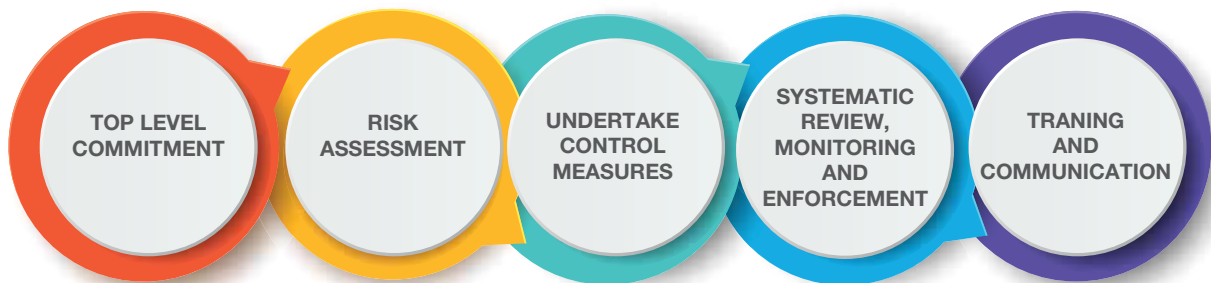 TOP LEVEL
COMMITMENT
RISK
ASSESSMENT
UNDERTAKE
CONTROL
MEASURES
SYSTEMATIC
REVIEW,
MONITORING
AND
ENFORCEMENT
TRANING
AND
COMMUNICATION